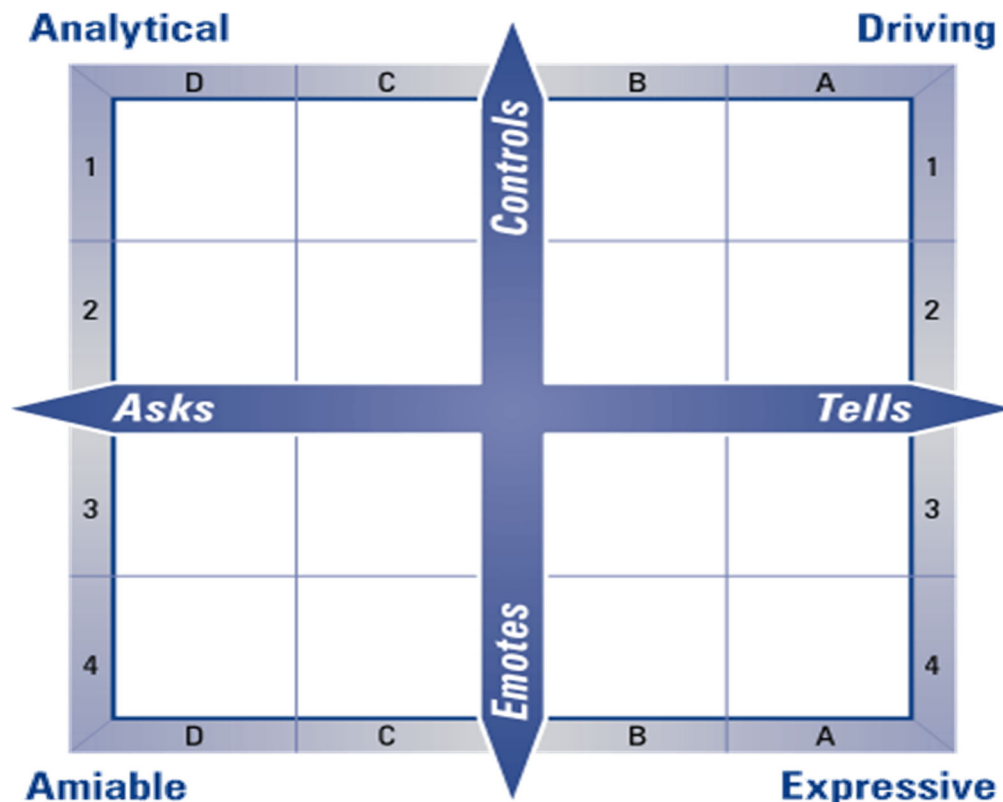 Analytical Driving
D C B A
Controls
1 1
2 2
Asks Tells
3 3
Emotes
4 4
D C B A
Amiable Expressive